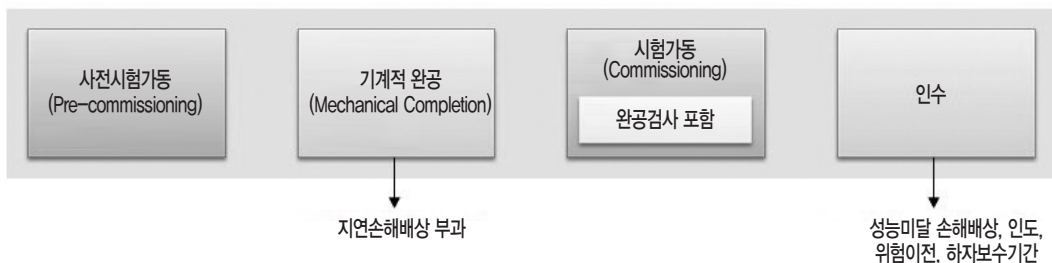 사전시험가동
(Pre-commissioning)
기계적 완공
(Mechanical Completion)
시험가동
(Commissioning)
완공검사 포함
인수
지연손해배상 부과
성능미달 손해배상, 인도,
위험이전, 하자보수기간